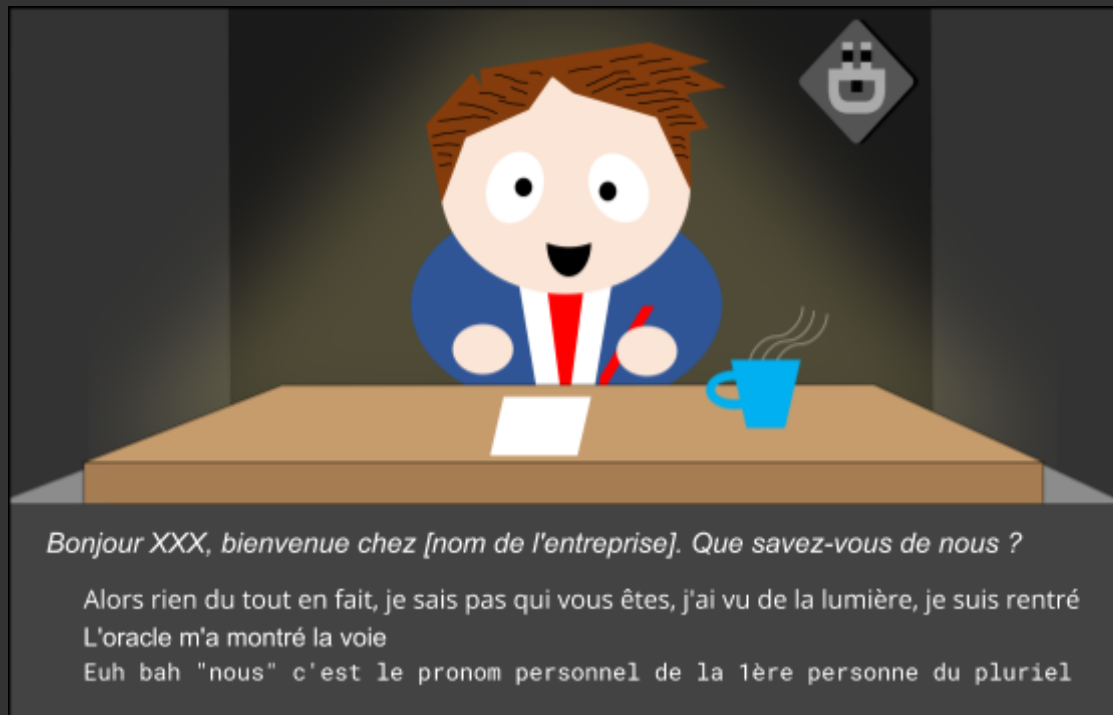 Bonjour XXX, bienvenue chez [nom de l'entreprise]. Que savez-vous de nous ?
Alors rien du tout en fait, je sais pas qui vous êtes, j'ai vu de la lumière, je suis rentré
L'oracle m'a montré la voie
Euh bah "nous" c'est le pronom personnel de la 1ère personne du pluriel